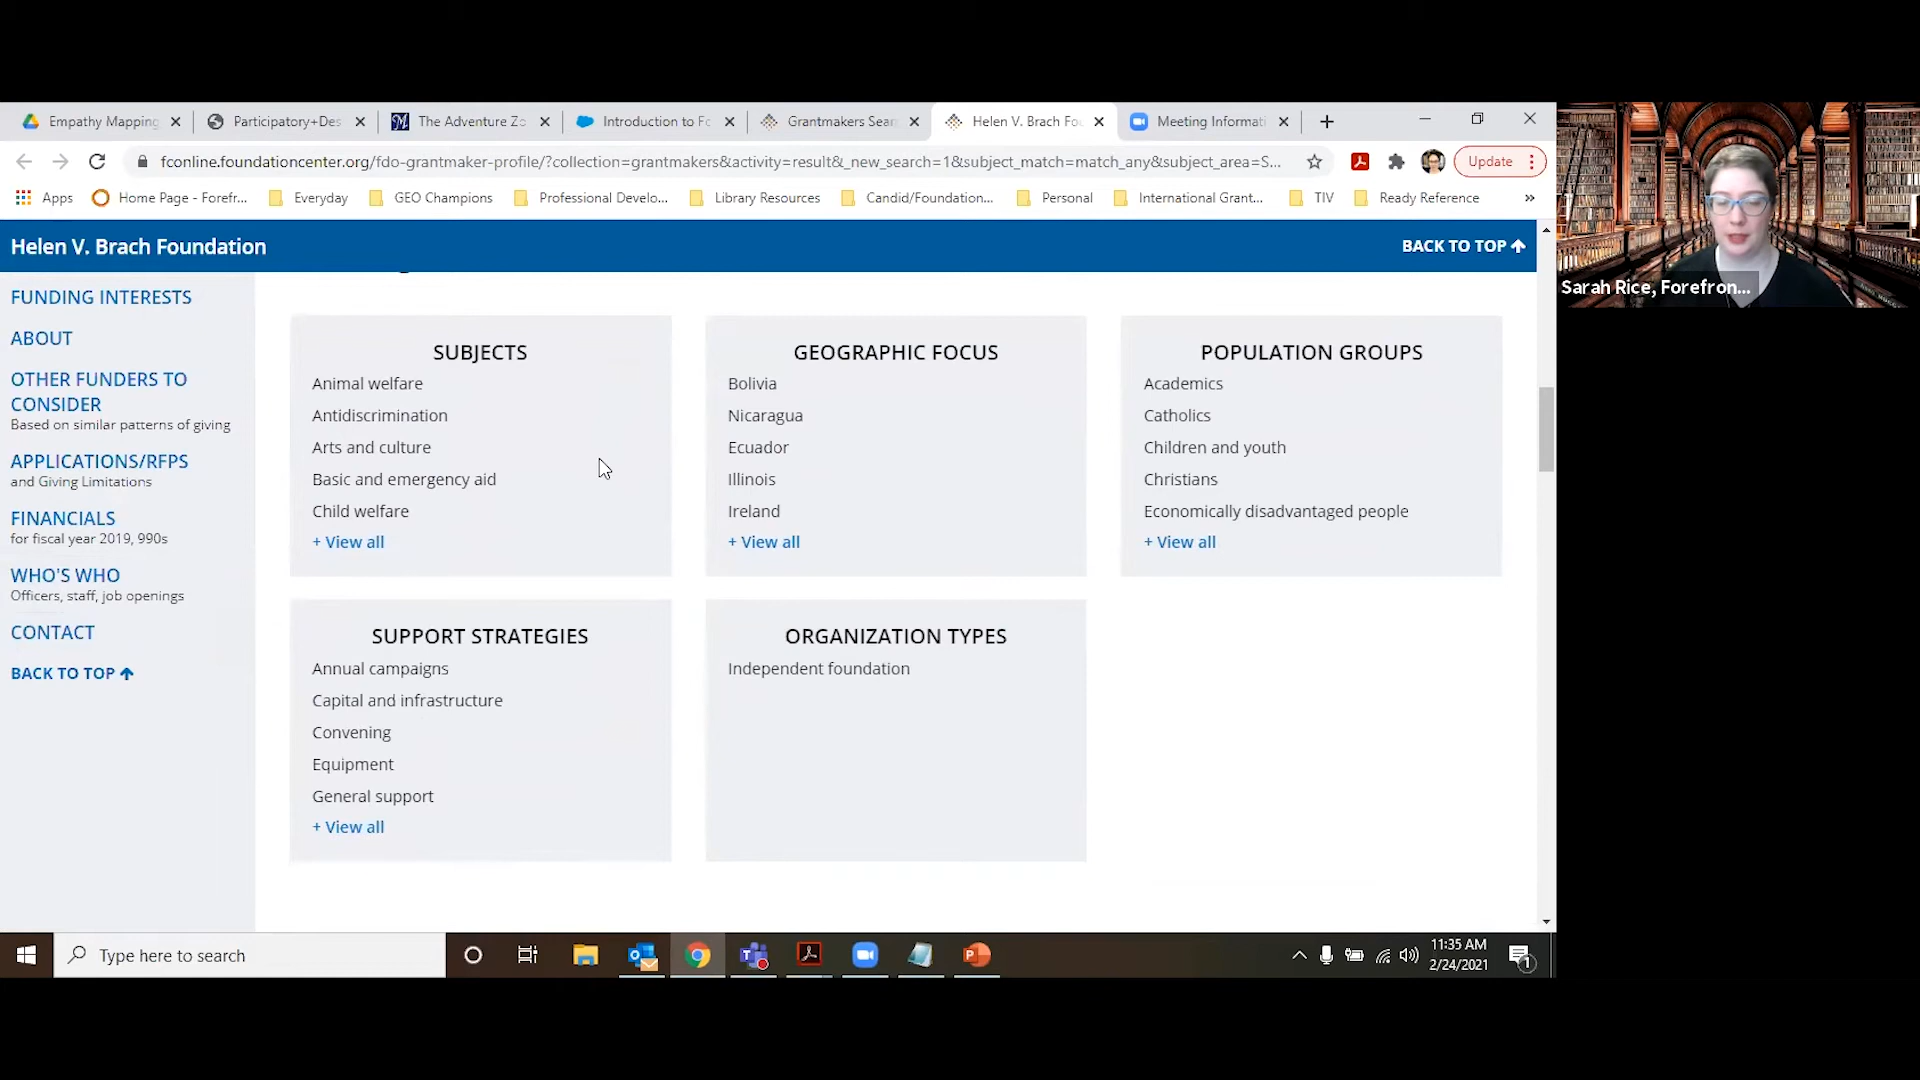 Empathy Mapping
Participatory+Des
The Adventure Zo
Introduction to Fo
Grantmakers Sear
Helen V. Brach Fou
Meeting Informati
fconline.foundationcenter.org/fdo-grantmaker-profile/?collection=grantmakers&activity=result&_new_search=1&subject_match=match_any&subject_area=S...
Update
Apps
Home Page - Forefr...
Everyday
GEO Champions
Professional Develo...
Library Resources
Candid/Foundation...
Personal
International Grant...
TIV
Ready Reference
»
Helen V. Brach Foundation
BACK TO TOP
FUNDING INTERESTS
ABOUT
OTHER FUNDERS TO
CONSIDER
Based on similar patterns of giving
APPLICATIONS/RFPS
and Giving Limitations
FINANCIALS
for fiscal year 2019, 990s
WHO'S WHO
Officers, staff, job openings
CONTACT
BACK TO TOP
SUBJECTS
Animal welfare
Antidiscrimination
Arts and culture
Basic and emergency aid
Child welfare
+ View all
GEOGRAPHIC FOCUS
Bolivia
Nicaragua
Ecuador
Illinois
Ireland
+ View all
POPULATION GROUPS
Academics
Catholics
Children and youth
Christians
Economically disadvantaged people
+ View all
SUPPORT STRATEGIES
Annual campaigns
Capital and infrastructure
Convening
Equipment
General support
+ View all
ORGANIZATION TYPES
Independent foundation
Sarah Rice, Forefron...
Type here to search
11:35 AM
2/24/2021
1